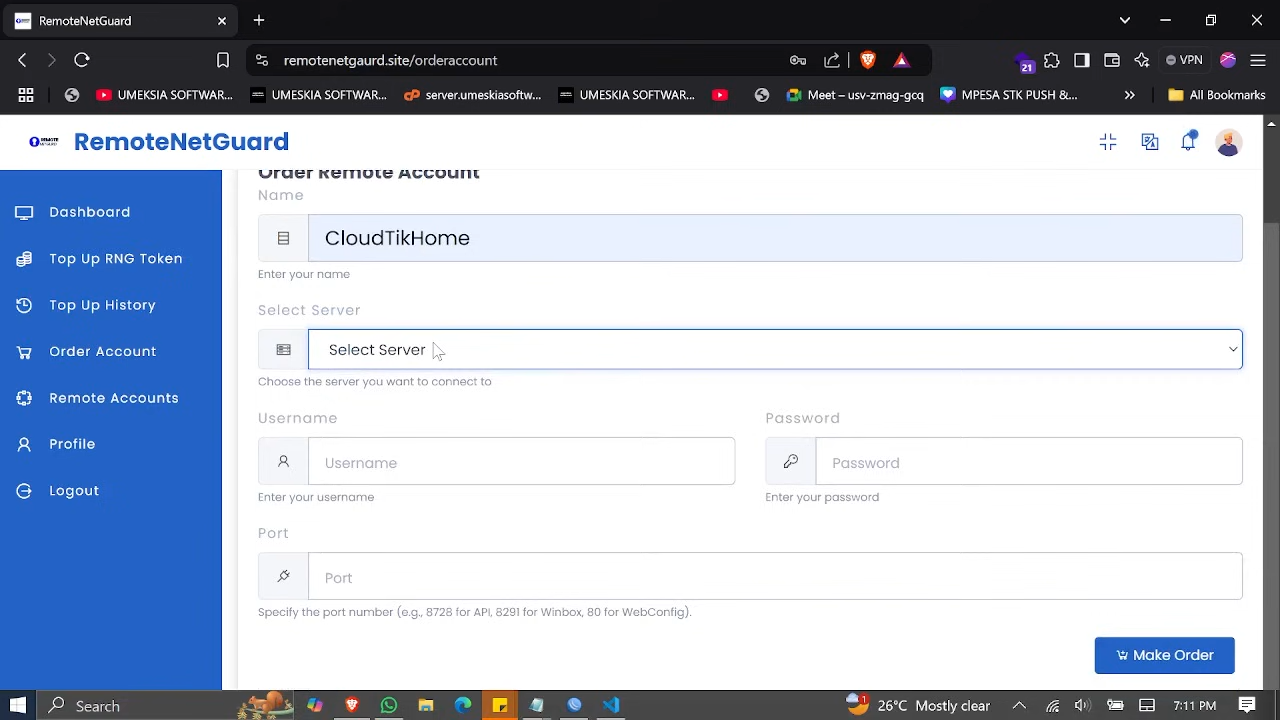 RemoteNetGuard
remotenetgaurd.site/orderaccount
21
VPN
UMEKSIA SOFTWAR...
UMESKIA SOFTWAR...
server.umeskiasoftw...
UMESKIA SOFTWAR...
Meet – usv-zmag-gcq
MPESA STK PUSH &...
All Bookmarks
RemoteNetGuard
Dashboard
Top Up RNG Token
Top Up History
Order Account
Remote Accounts
Profile
Logout
Order Remote Account
Name
CloudTikHome
Enter your name
Select Server
Select Server
Choose the server you want to connect to
Username
Password
Username
Password
Enter your username
Enter your password
Port
Port
Specify the port number (e.g., 8728 for API, 8291 for Winbox, 80 for WebConfig).
Make Order
Search
1
26°C Mostly clear
7:11 PM